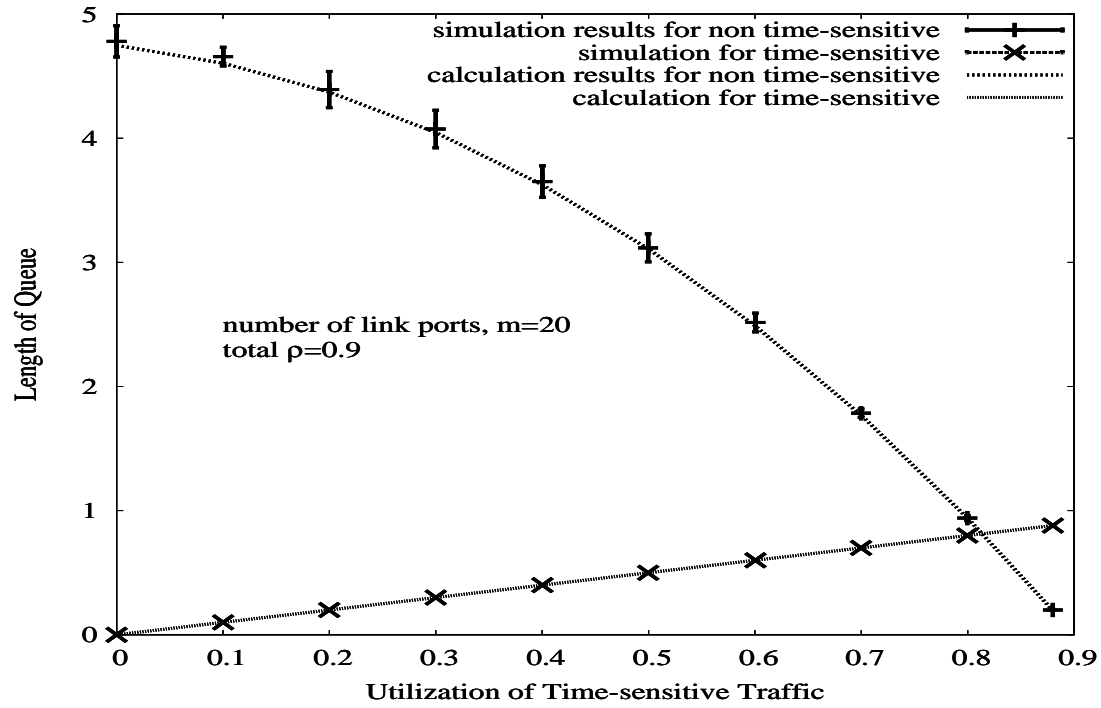 simulation results for non time-sensitive
simulation for time-sensitive
calculation results for non time-sensitive
calculation for time-sensitive
5
4
3
2
1
0
Length of Queue
number of link ports, m=20
total ρ=0.9
0 0.1 0.2 0.3 0.4 0.5 0.6 0.7 0.8 0.9
Utilization of Time-sensitive Traffic